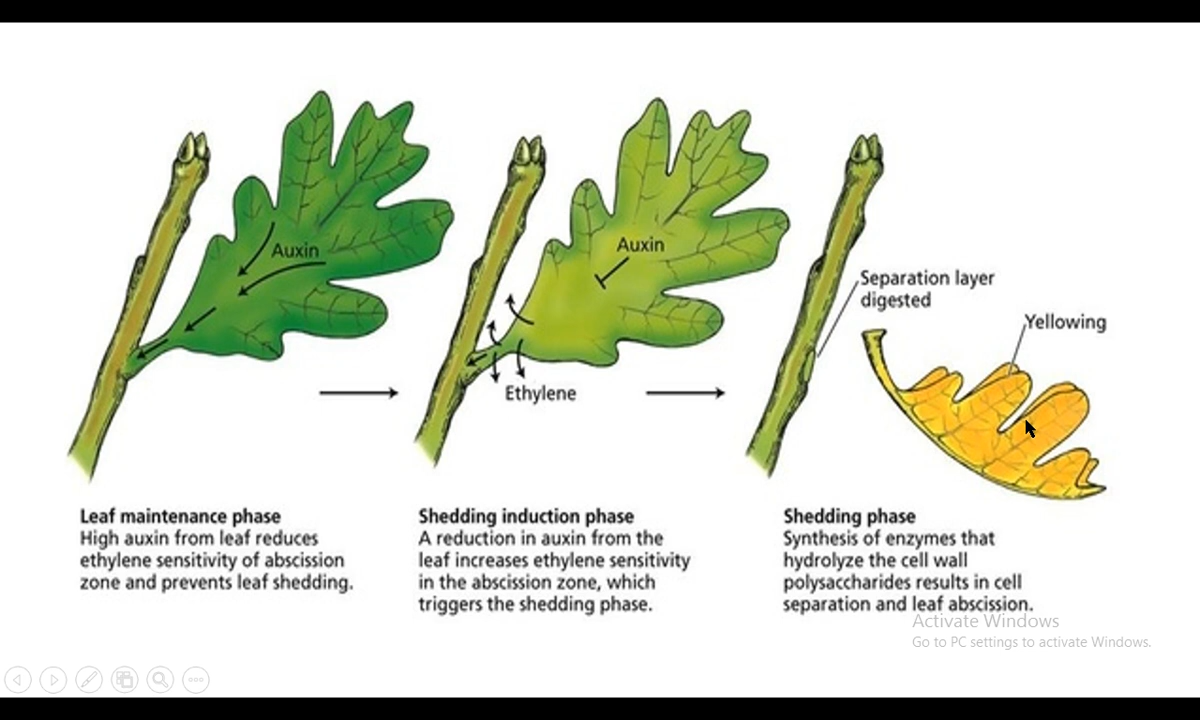 Auxin
Auxin
Ethylene
Separation layer
digested
Yellowing
Leaf maintenance phase
High auxin from leaf reduces
ethylene sensitivity of abscission
zone and prevents leaf shedding.
Shedding induction phase
A reduction in auxin from the
leaf increases ethylene sensitivity
in the abscission zone, which
triggers the shedding phase.
Shedding phase
Synthesis of enzymes that
hydrolyze the cell wall
polysaccharides results in cell
separation and leaf abscission.
Activate Windows
Go to PC settings to activate Windows.